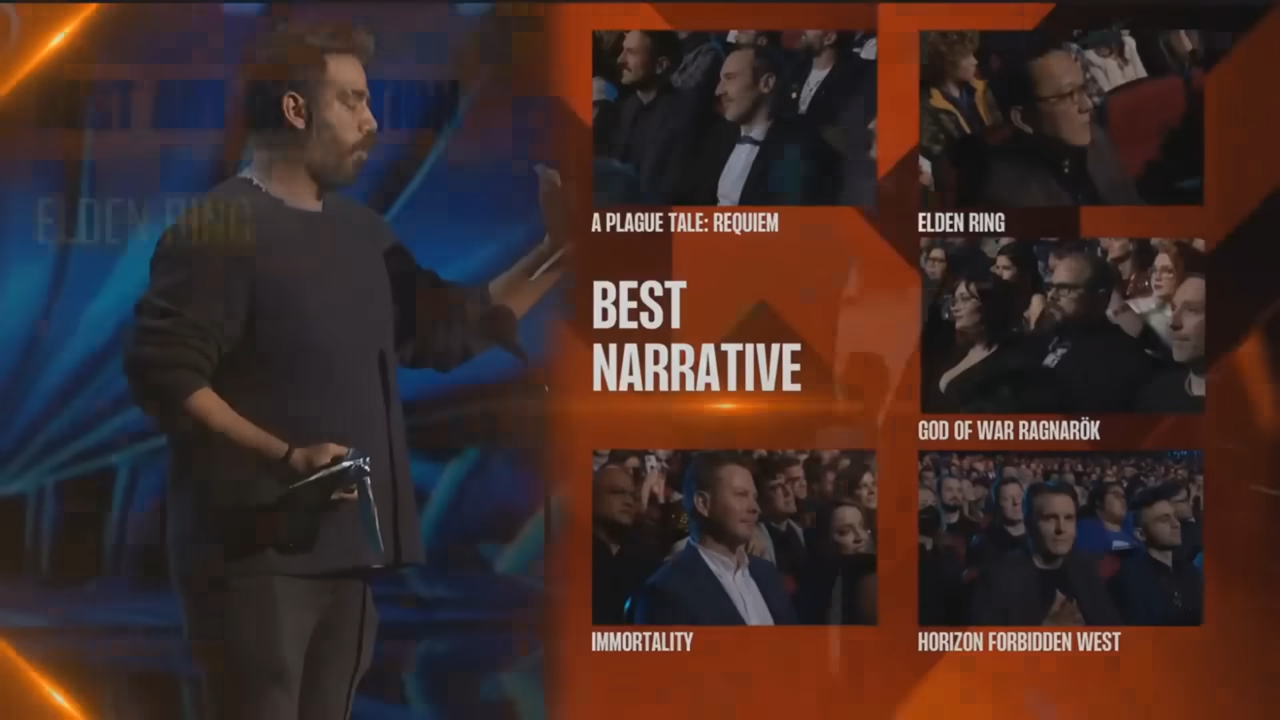 ELDEN RING
A PLAGUE TALE: REQUIEM
ELDEN RING
BEST
NARRATIVE
GOD OF WAR RAGNARÖK
IMMORTALITY
HORIZON FORBIDDEN WEST